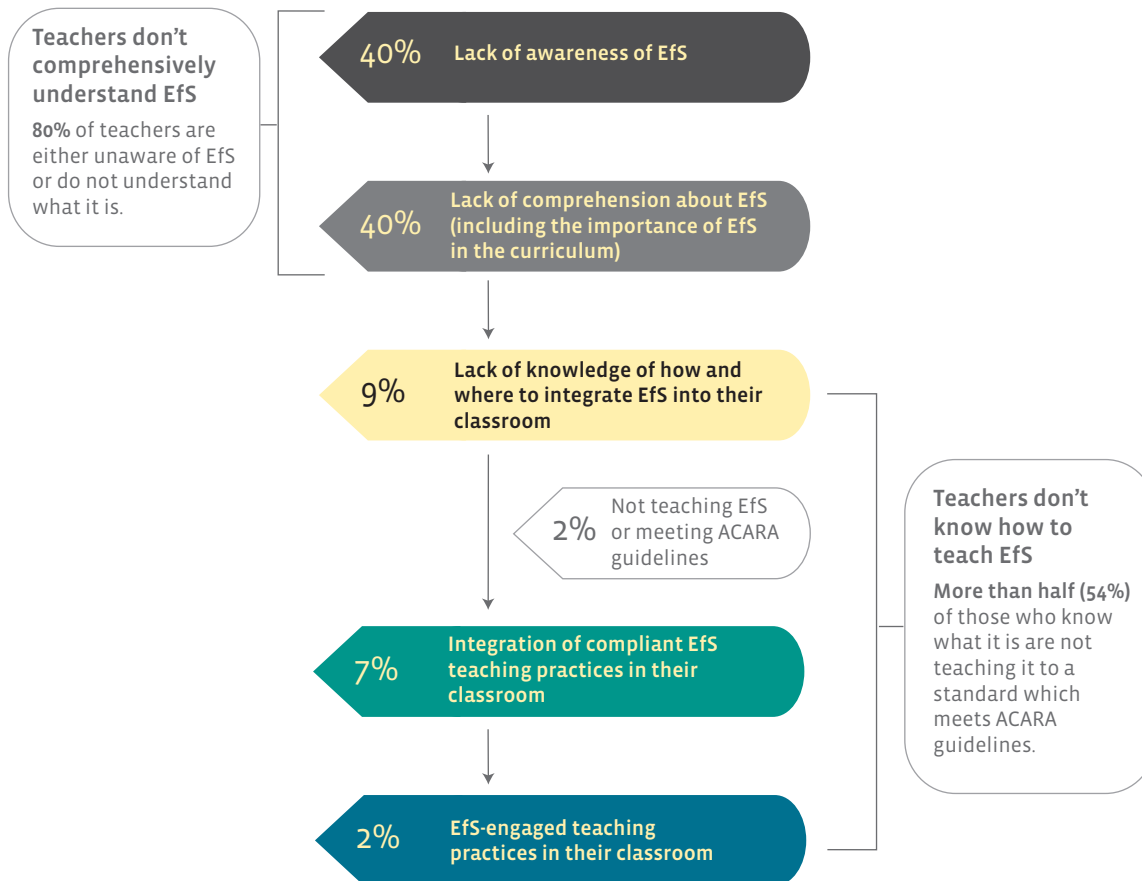 Teachers don’t
comprehensively
understand EfS
80% of teachers are
either unaware of EfS
or do not understand
what it is.
40% Lack of awareness of EfS
40% Lack of comprehension about EfS
(including the importance of EfS
in the curriculum)
9% Lack of knowledge of how and
where to integrate EfS into their
classroom
2% Not teaching EfS
or meeting ACARA
guidelines
7% Integration of compliant EfS
teaching practices in their
classroom
2% EfS-engaged teaching
practices in their classroom
Teachers don’t
know how to
teach EfS
More than half (54%)
of those who know
what it is are not
teaching it to a
standard which
meets ACARA
guidelines.